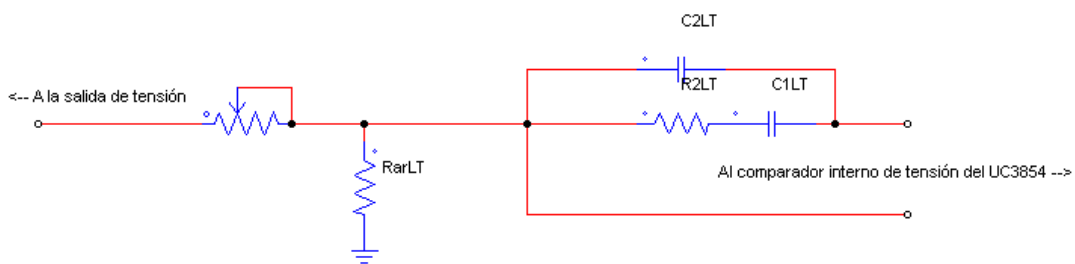 C2LT
<-- A la salida de tensión
R2LT
C1LT
RarLT
Al comparador interno de tensión del UC3854 -->